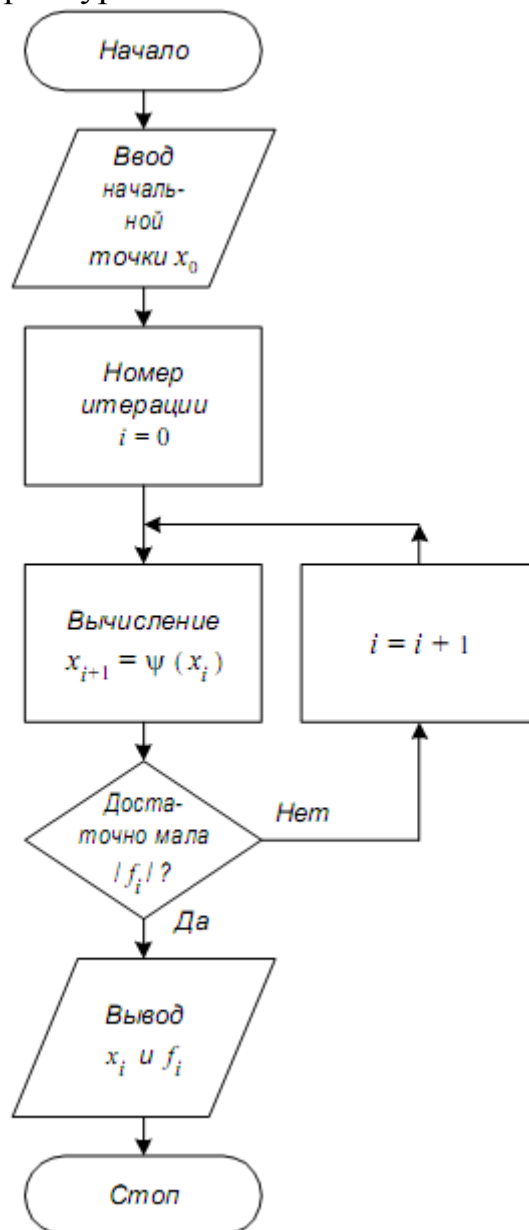 Начало
Ввод
началь-
ной
точки x₀
Номер
итерации
i = 0
Вычисление
xᵢ₊₁ = ψ (xᵢ)
i = i + 1
Доста-
точно мала
| fᵢ | ?
Нет
Да
Вывод
xᵢ и fᵢ
Стоп